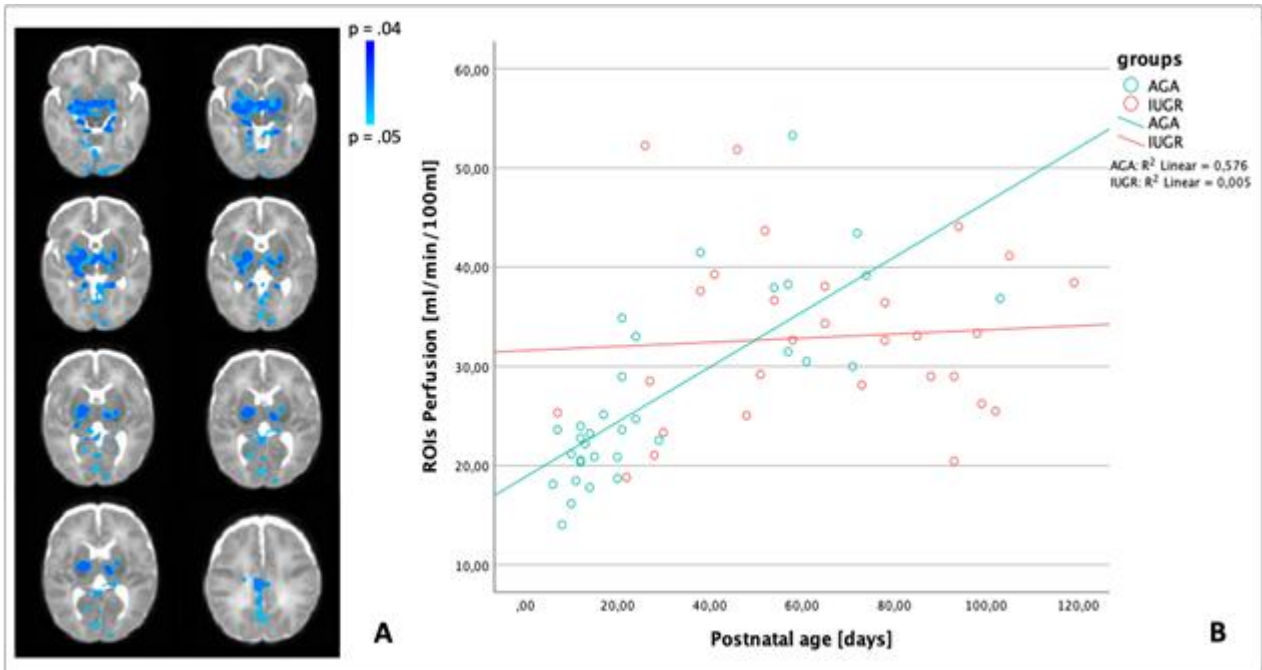 p = .04
p = .05
A
60,00
50,00
40,00
30,00
20,00
10,00
ROIs Perfusion [ml/min/100ml]
,00 20,00 40,00 60,00 80,00 100,00 120,00
Postnatal age [days]
groups
AGA
IUGR
AGA
IUGR
AGA: R² Linear = 0,576
IUGR: R² Linear = 0,005
B